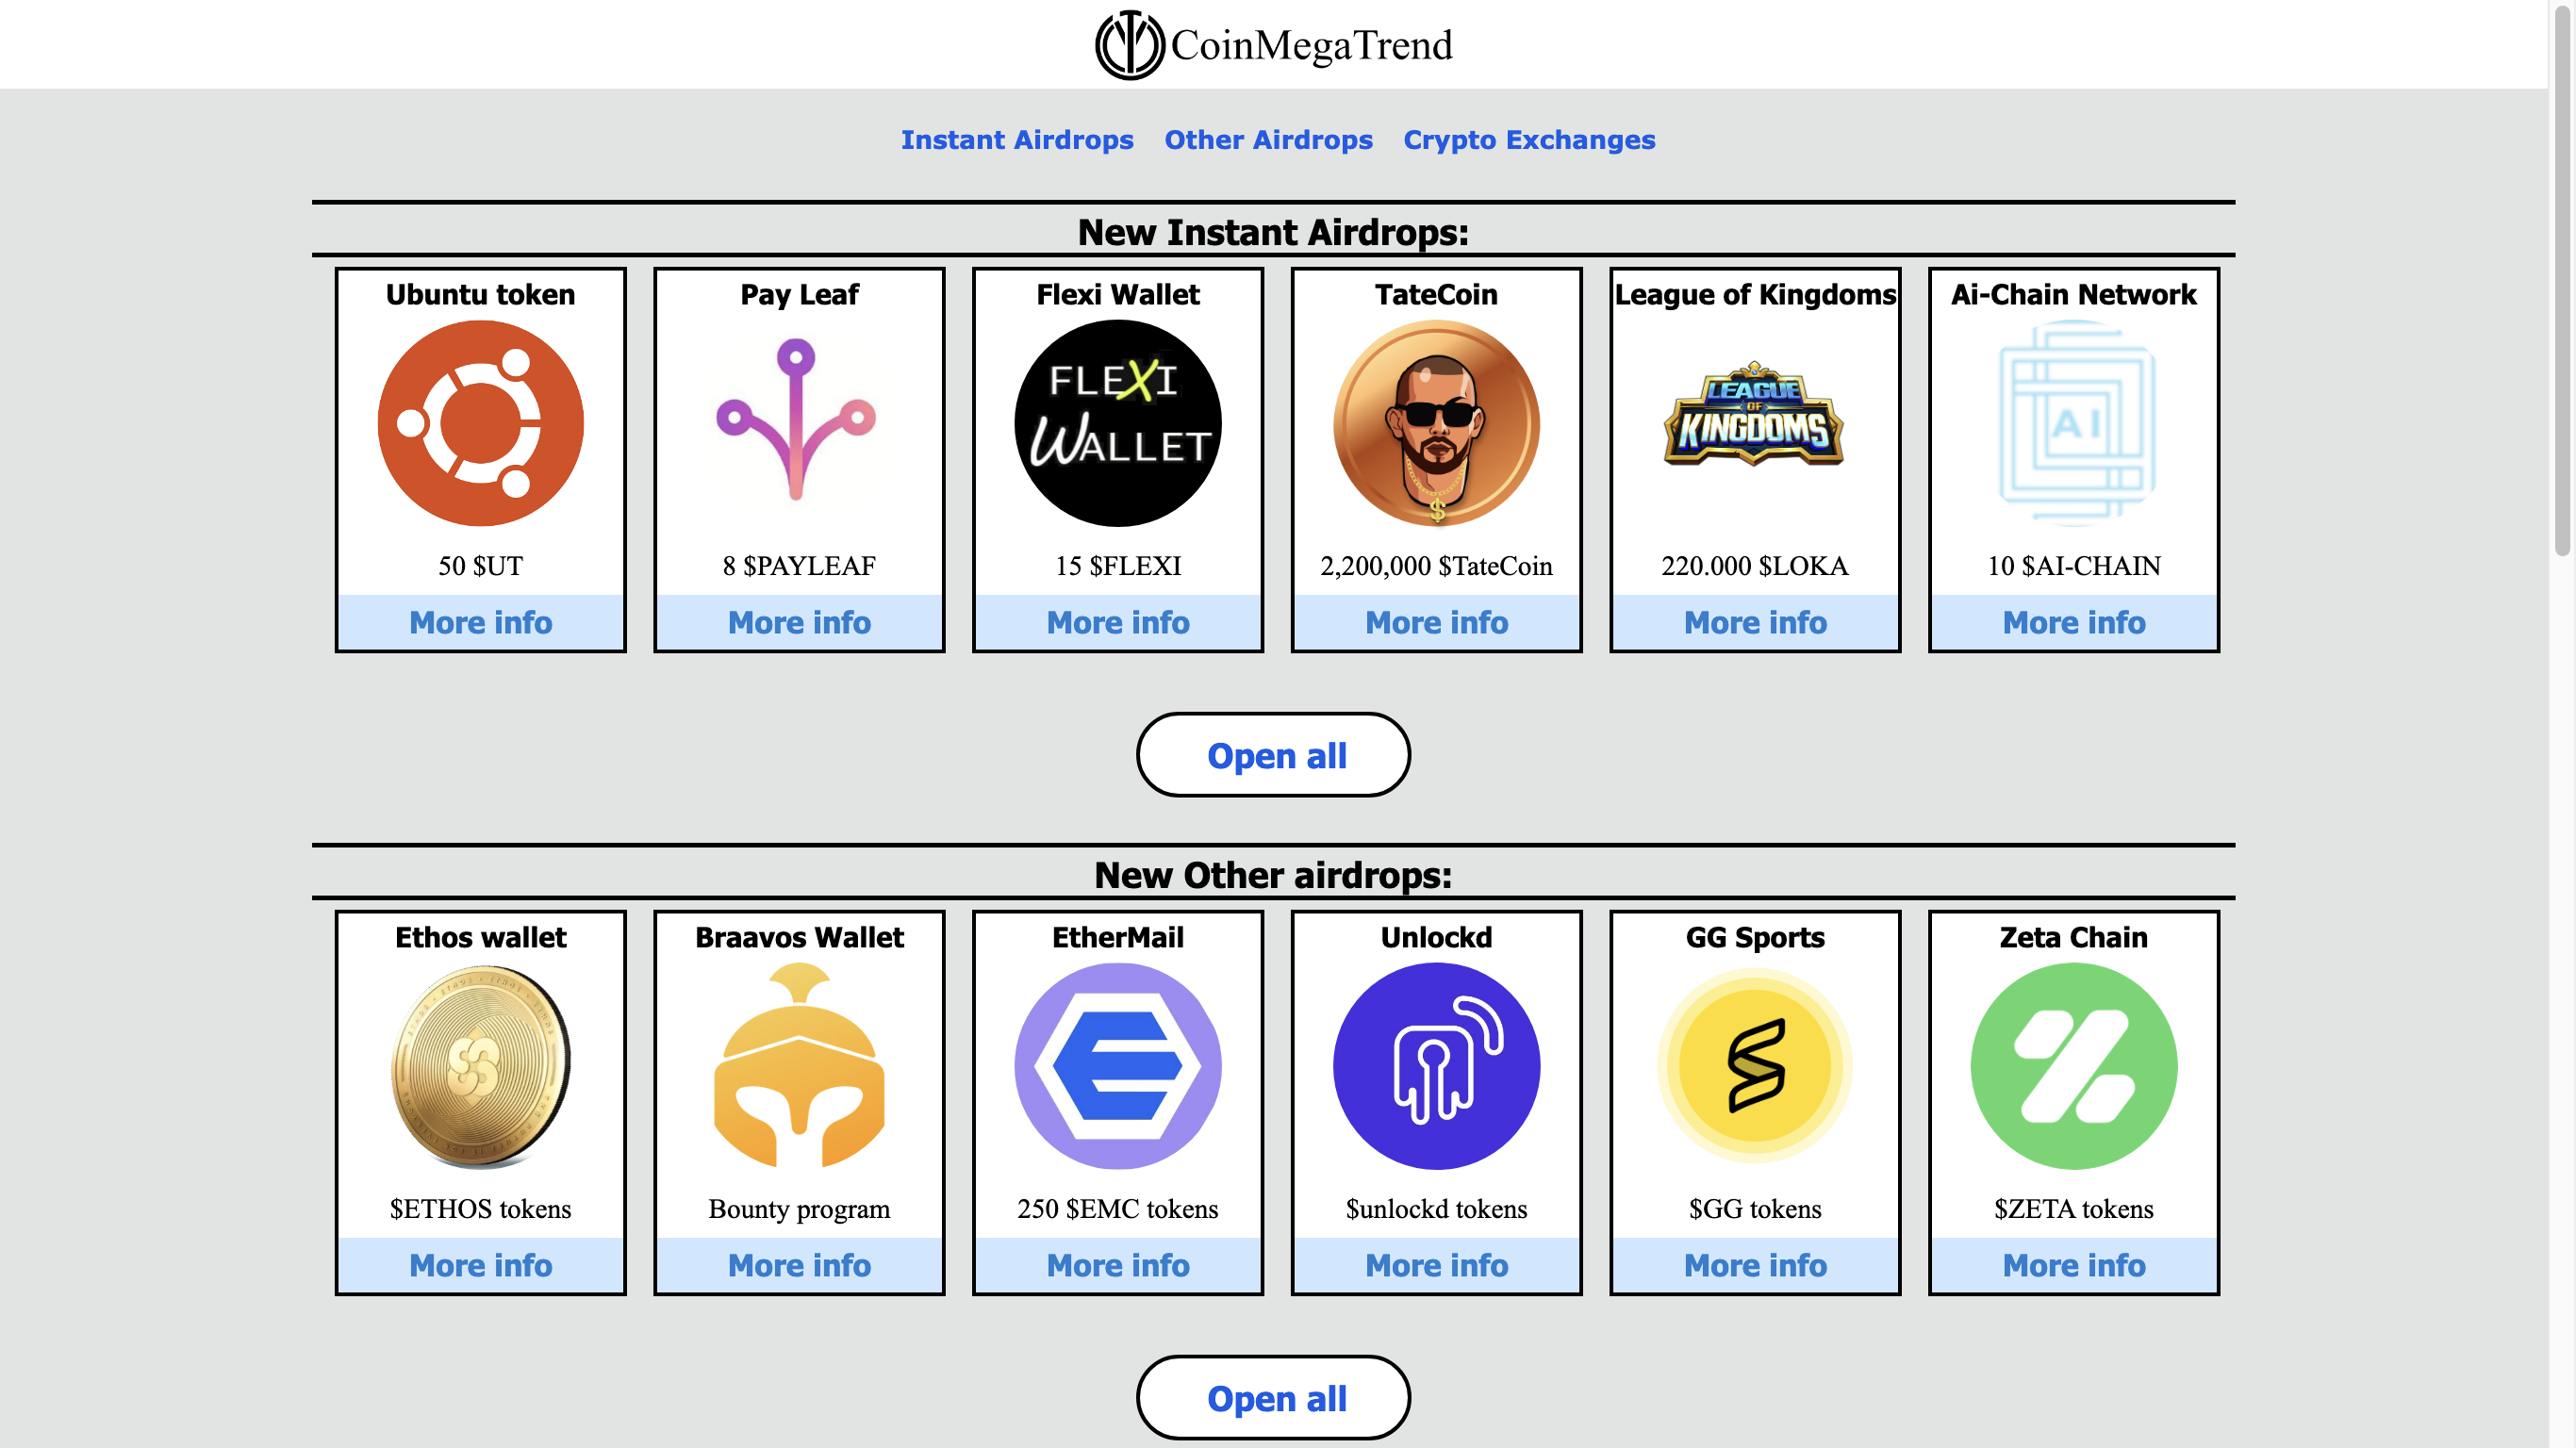 CoinMegaTrend
Instant Airdrops Other Airdrops Crypto Exchanges
New Instant Airdrops:
Ubuntu token
50 $UT
More info
Pay Leaf
8 $PAYLEAF
More info
Flexi Wallet
FLEXI
WALLET
15 $FLEXI
More info
TateCoin
$
2,200,000 $TateCoin
More info
League of Kingdoms
LEAGUE
OF
KINGDOMS
220.000 $LOKA
More info
Ai-Chain Network
AI
10 $AI-CHAIN
More info
Open all
New Other airdrops:
Ethos wallet
$ETHOS tokens
More info
Braavos Wallet
Bounty program
More info
EtherMail
250 $EMC tokens
More info
Unlockd
$unlockd tokens
More info
GG Sports
$GG tokens
More info
Zeta Chain
$ZETA tokens
More info
Open all